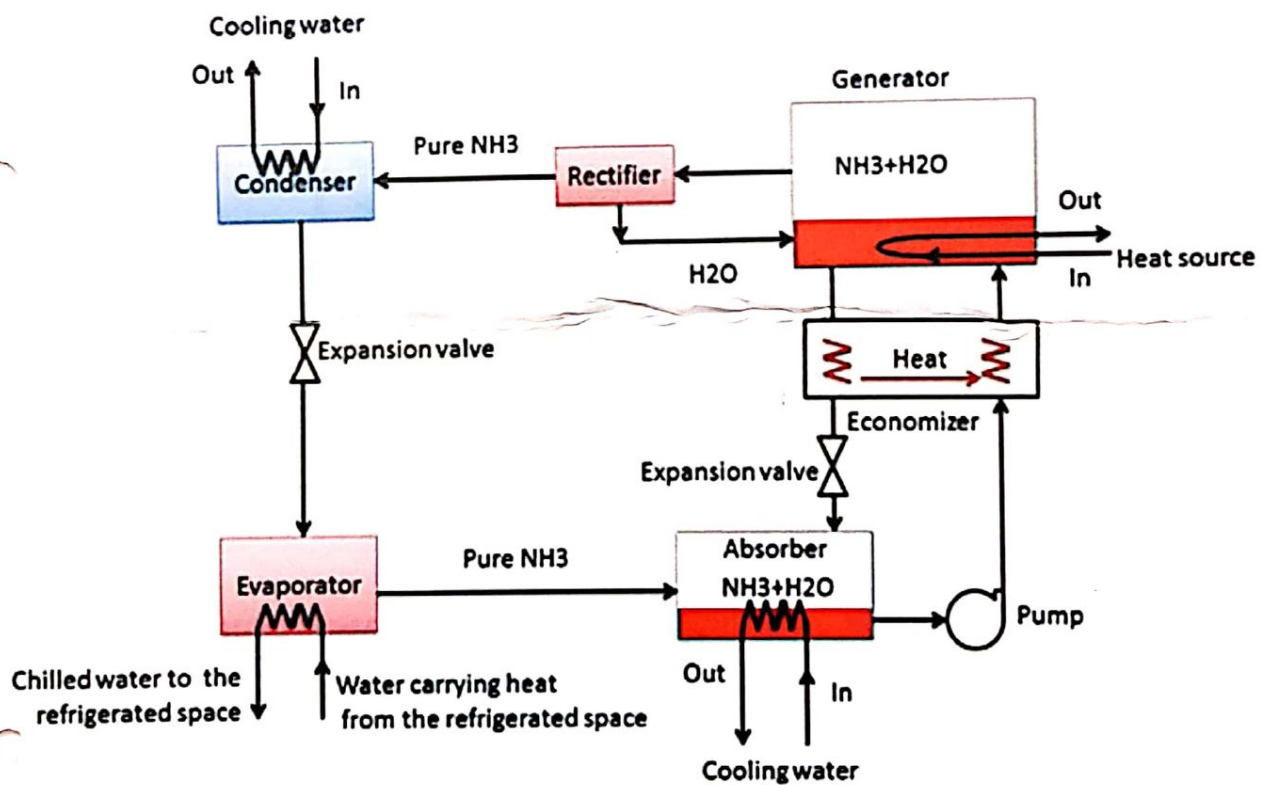 Cooling water
Out
In
Generator
Pure NH3
Rectifier
NH3+H2O
Condenser
Out
H2O
Heat source
In
Expansion valve
Heat
Economizer
Expansion valve
Absorber
Pure NH3
Evaporator
NH3+H2O
Pump
Chilled water to the
refrigerated space
Water carrying heat
from the refrigerated space
Out
In
Cooling water